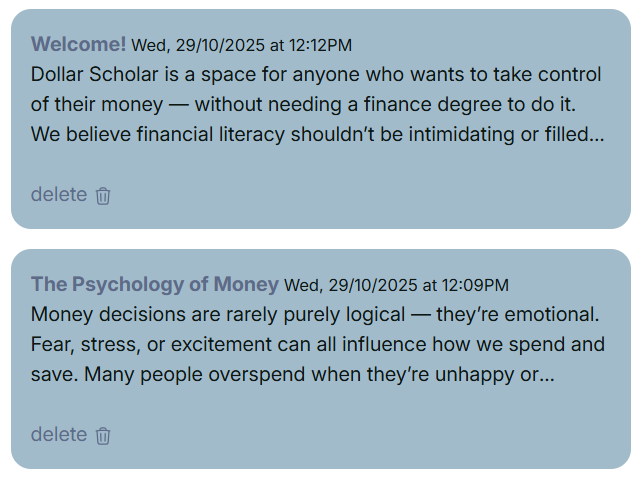 Welcome! Wed, 29/10/2025 at 12:12PM
Dollar Scholar is a space for anyone who wants to take control
of their money — without needing a finance degree to do it.
We believe financial literacy shouldn’t be intimidating or filled...
delete
The Psychology of Money Wed, 29/10/2025 at 12:09PM
Money decisions are rarely purely logical — they’re emotional.
Fear, stress, or excitement can all influence how we spend and
save. Many people overspend when they’re unhappy or...
delete